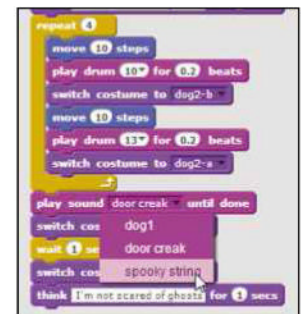 repeat 4
move 10 steps
play drum 10 for 0.2 beats
switch costume to dog2-b
move 10 steps
play drum 13 for 0.2 beats
switch costume to dog2-a
play sound door creak until done
switch cos dog1
wait 1 se door creak
switch cos spooky string
think I'm not scared of ghosts for 1 secs